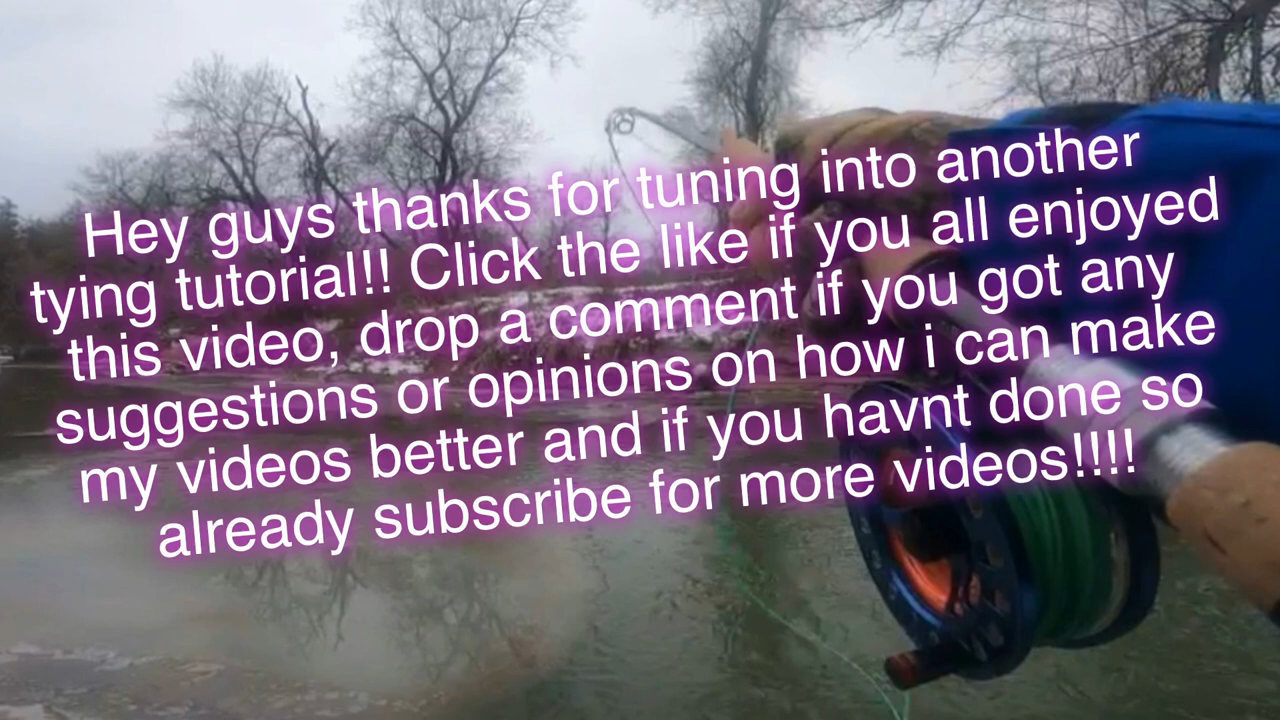 Hey guys thanks for tuning into another
tying tutorial!! Click the like if you all enjoyed
this video, drop a comment if you got any
suggestions or opinions on how i can make
my videos better and if you havnt done so
already subscribe for more videos!!!!